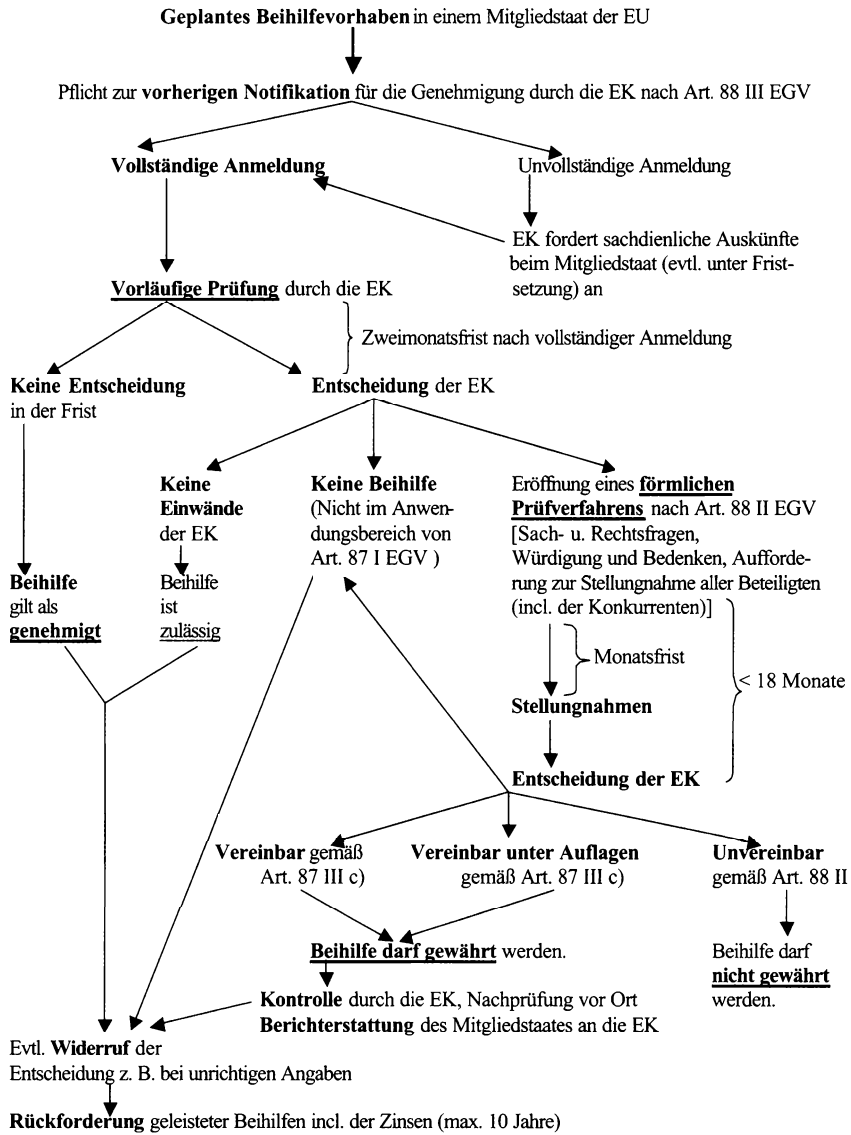 Geplantes Beihilfevorhaben in einem Mitgliedstaat der EU
Pflicht zur vorherigen Notifikation für die Genehmigung durch die EK nach Art. 88 III EGV
Vollständige Anmeldung
Unvollständige Anmeldung
EK fordert sachdienliche Auskünfte
beim Mitgliedstaat (evtl. unter Frist-
setzung) an
Vorläufige Prüfung durch die EK
Zweimonatsfrist nach vollständiger Anmeldung
Keine Entscheidung
in der Frist
Entscheidung der EK
Keine
Einwände
der EK
Keine Beihilfe
(Nicht im Anwen-
dungsbereich von
Art. 87 I EGV )
Eröffnung eines förmlichen
Prüfverfahrens nach Art. 88 II EGV
[Sach- u. Rechtsfragen,
Würdigung und Bedenken, Aufforde-
rung zur Stellungnahme aller Beteiligten
(incl. der Konkurrenten)]
Beihilfe
gilt als
genehmigt
Beihilfe
ist
zulässig
Monatsfrist
< 18 Monate
Stellungnahmen
Entscheidung der EK
Vereinbar gemäß
Art. 87 III c)
Vereinbar unter Auflagen
gemäß Art. 87 III c)
Unvereinbar
gemäß Art. 88 II
Beihilfe darf gewährt werden.
Beihilfe darf
nicht gewährt
werden.
Kontrolle durch die EK, Nachprüfung vor Ort
Berichterstattung des Mitgliedstaates an die EK
Evtl. Widerruf der
Entscheidung z. B. bei unrichtigen Angaben
Rückforderung geleisteter Beihilfen incl. der Zinsen (max. 10 Jahre)